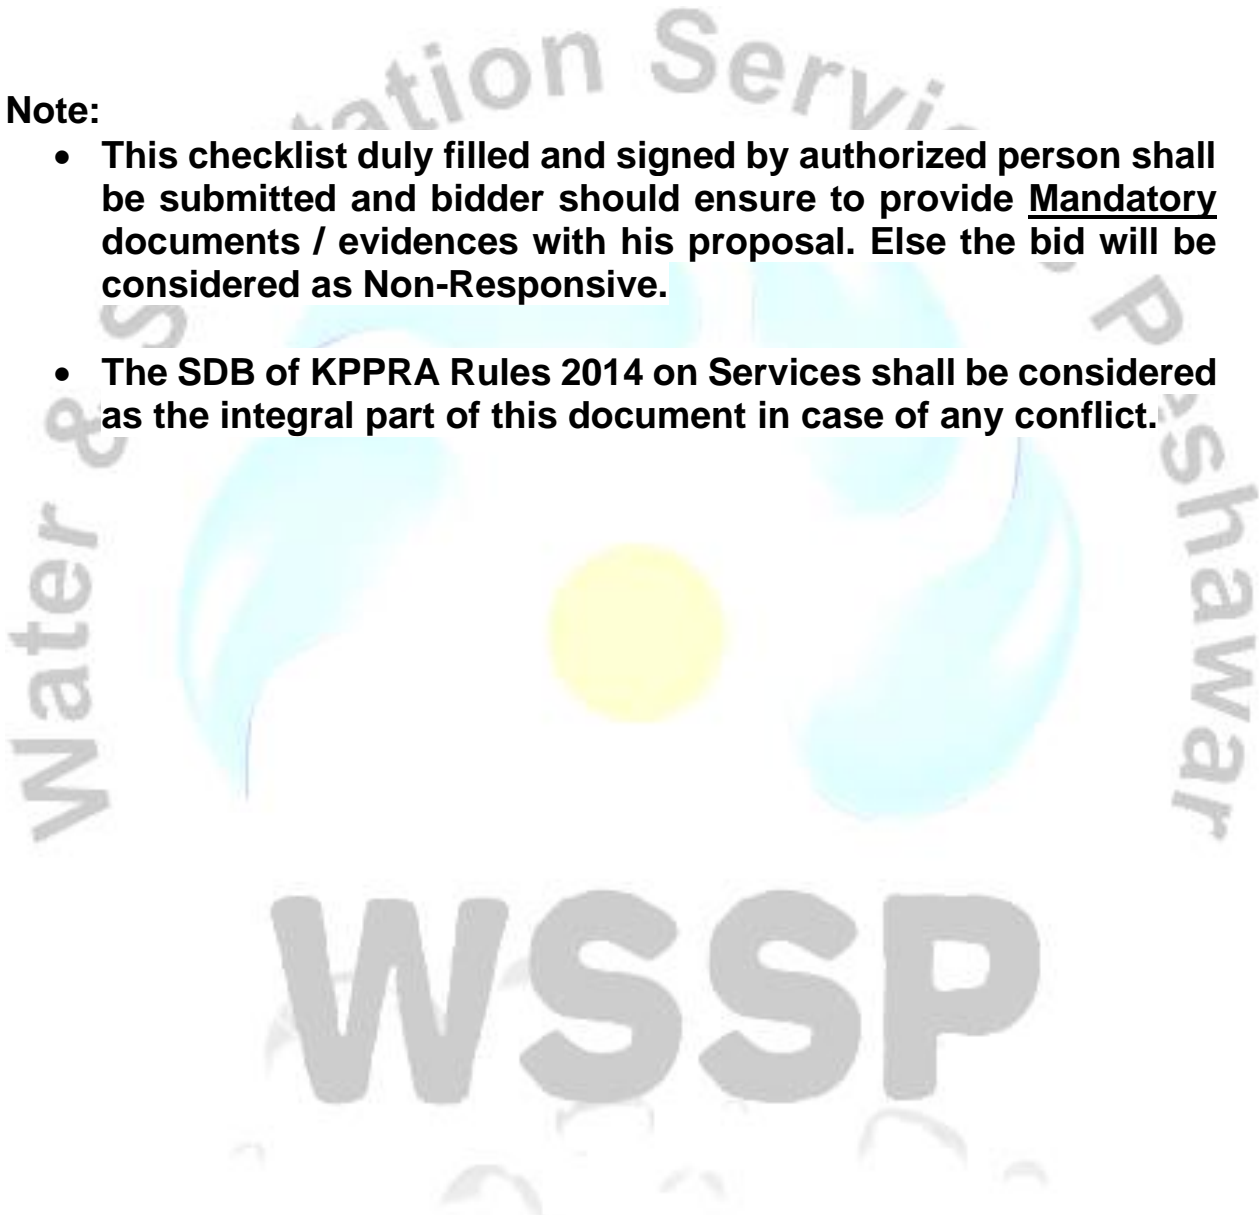 Note:
• This checklist duly filled and signed by authorized person shall
be submitted and bidder should ensure to provide Mandatory
documents / evidences with his proposal. Else the bid will be
considered as Non-Responsive.
• The SDB of KPPRA Rules 2014 on Services shall be considered
as the integral part of this document in case of any conflict.
Water &
Services
WSSP